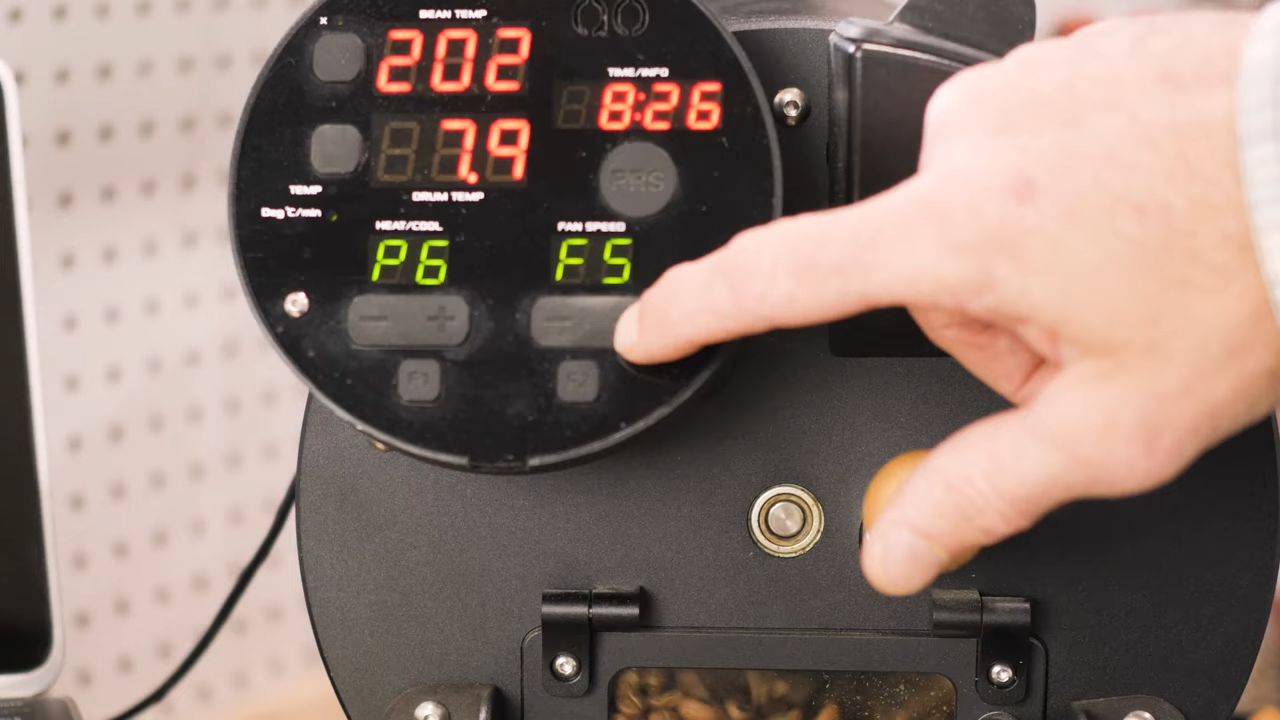 x
BEAN TEMP
202
TIME/INFO
8:26
7.9
PRS
TEMP
DRUM TEMP
Deg°C/min
HEAT/COOL
FAN SPEED
P6
F5
− +
−
F1
F2